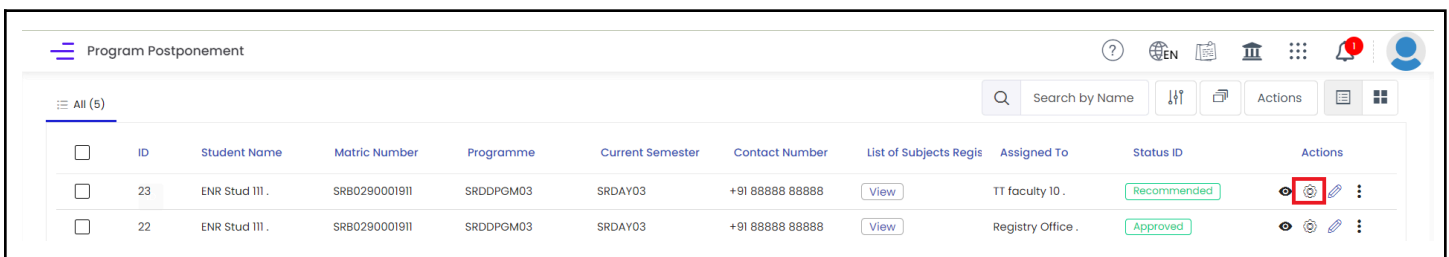 Program Postponement
? EN 1
All (5)
Search by Name Actions
ID Student Name Matric Number Programme Current Semester Contact Number List of Subjects Regis Assigned To Status ID Actions
23 ENR Stud 111 . SRB0290001911 SRDDPGM03 SRDAY03 +91 88888 88888 View TT faculty 10 . Recommended
22 ENR Stud 111 . SRB0290001911 SRDDPGM03 SRDAY03 +91 88888 88888 View Registry Office . Approved